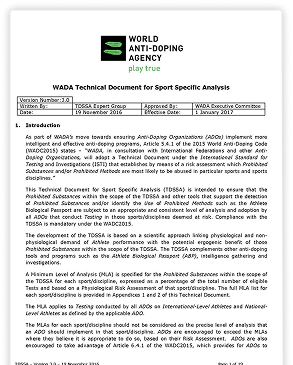 WORLD
ANTI-DOPING
AGENCY
play true
WADA Technical Document for Sport Specific Analysis
Version Number: 3.0
Written By: TDSSA Expert Group Approved By: WADA Executive Committee
Date: 19 November 2016 Effective Date: 1 January 2017
1. Introduction
As part of WADA's move towards ensuring Anti-Doping Organizations (ADOs) implement more
intelligent and effective anti-doping programs, Article 5.4.1 of the 2015 World Anti-Doping Code
(WADC2015) states - "WADA, in consultation with International Federations and other Anti-
Doping Organizations, will adopt a Technical Document under the International Standard for
Testing and Investigations (ISTI) that establishes by means of a risk assessment which Prohibited
Substances and/or Prohibited Methods are most likely to be abused in particular sports and sports
disciplines."
This Technical Document for Sport Specific Analysis (TDSSA) is intended to ensure that the
Prohibited Substances within the scope of the TDSSA and other tools that support the detection
of Prohibited Substances and/or identify the Use of Prohibited Methods such as the Athlete
Biological Passport are subject to an appropriate and consistent level of analysis and adoption by
all ADOs that conduct Testing in those sports/disciplines deemed at risk. Compliance with the
TDSSA is mandatory under the WADC2015.
The development of the TDSSA is based on a scientific approach linking physiological and non-
physiological demand of Athlete performance with the potential ergogenic benefit of those
Prohibited Substances within the scope of the TDSSA. The TDSSA complements other anti-doping
tools and programs such as the Athlete Biological Passport (ABP), intelligence gathering and
investigations.
A Minimum Level of Analysis (MLA) is specified for the Prohibited Substances within the scope of
the TDSSA for each sport/discipline, expressed as a percentage of the total number of eligible
Tests and based on a Physiological Risk Assessment of that sport/discipline. The full MLA list for
each sport/discipline is provided in Appendices 1 and 2 of this Technical Document.
The MLA applies to Testing conducted by all ADOs on International-Level Athletes and National-
Level Athletes as defined by the applicable ADO.
The MLAs for each sport/discipline should not be considered as the precise level of analysis that
an ADO should implement in that sport/discipline. ADOs are encouraged to exceed the MLAs
where they believe it is appropriate to do so, based on their Risk Assessment. ADOs are also
encouraged to take advantage of Article 6.4.1 of the WADC2015, which provides for ADOs to
TDSSA – Version 3.0 – 19 November 2016 Page 1 of 19